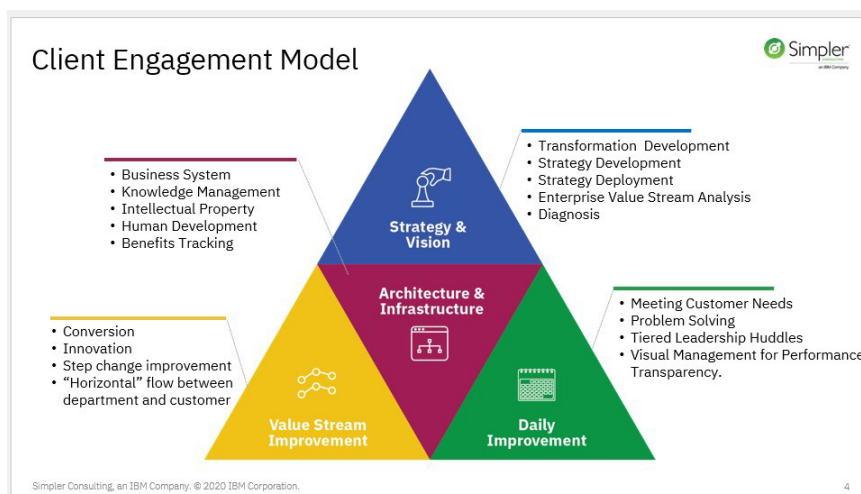 Client Engagement Model
Simpler
CONSULTING
an IBM Company
• Transformation Development
• Strategy Development
• Strategy Deployment
• Enterprise Value Stream Analysis
• Diagnosis
• Business System
• Knowledge Management
• Intellectual Property
• Human Development
• Benefits Tracking
Strategy &
Vision
Architecture &
Infrastructure
• Meeting Customer Needs
• Problem Solving
• Tiered Leadership Huddles
• Visual Management for Performance
Transparency.
• Conversion
• Innovation
• Step change improvement
• “Horizontal” flow between
department and customer
Value Stream
Improvement
Daily
Improvement
Simpler Consulting, an IBM Company. © 2020 IBM Corporation.
4